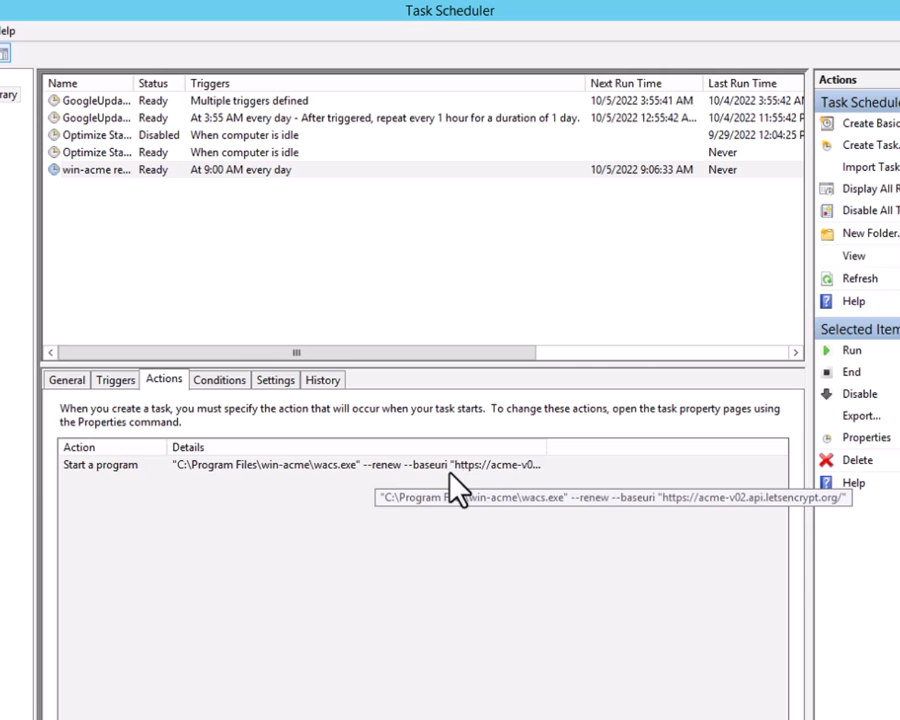 Task Scheduler
elp
rary
Name Status Triggers Next Run Time Last Run Time
GoogleUpda... Ready Multiple triggers defined 10/5/2022 3:55:41 AM 10/4/2022 3:55:42 AM
GoogleUpda... Ready At 3:55 AM every day - After triggered, repeat every 1 hour for a duration of 1 day. 10/5/2022 12:55:42 A... 10/4/2022 11:55:42 P
Optimize Sta... Disabled When computer is idle 9/29/2022 12:04:25 P
Optimize Sta... Ready When computer is idle Never
win-acme re... Ready At 9:00 AM every day 10/5/2022 9:06:33 AM Never
General Triggers Actions Conditions Settings History
When you create a task, you must specify the action that will occur when your task starts. To change these actions, open the task property pages using
the Properties command.
Action Details
Start a program "C:\Program Files\win-acme\wacs.exe" --renew --baseuri "https://acme-v0...
"C:\Program F win-acme\wacs.exe" --renew --baseuri "https://acme-v02.api.letsencrypt.org/"
Actions
Task Schedule
Create Basic
Create Task.
Import Task
Display All R
Disable All T
New Folder.
View
Refresh
Help
Selected Item
Run
End
Disable
Export...
Properties
Delete
Help